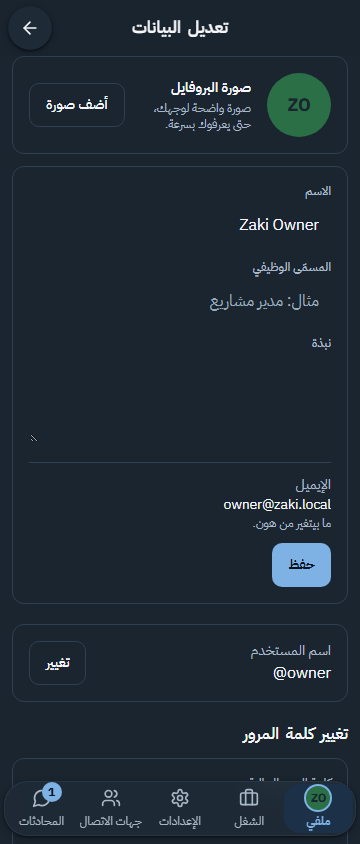 تعديل البيانات
ZO
صورة البروفايل
صورة واضحة لوجهك،
حتى يعرفوك بسرعة.
أضف صورة
الاسم
Zaki Owner
المسمّى الوظيفي
مثال: مدير مشاريع
نبذة
الإيميل
owner@zaki.local
ما بيتغير من هون.
حفظ
اسم المستخدم
@owner
تغيير
تغيير كلمة المرور
ZO
ملفي
الشغل
الإعدادات
جهات الاتصال
1
المحادثات